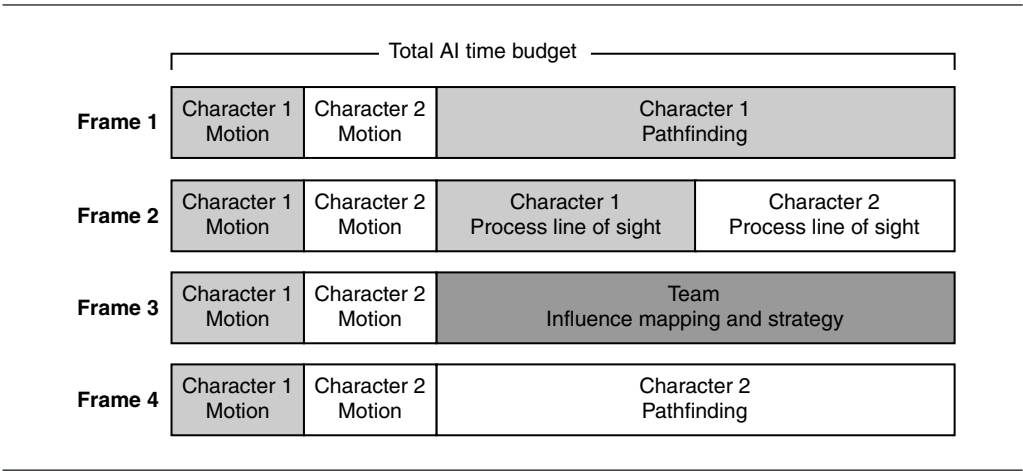 Total AI time budget
Frame 1
Character 1
Motion
Character 2
Motion
Character 1
Pathfinding
Frame 2
Character 1
Motion
Character 2
Motion
Character 1
Process line of sight
Character 2
Process line of sight
Frame 3
Character 1
Motion
Character 2
Motion
Team
Influence mapping and strategy
Frame 4
Character 1
Motion
Character 2
Motion
Character 2
Pathfinding